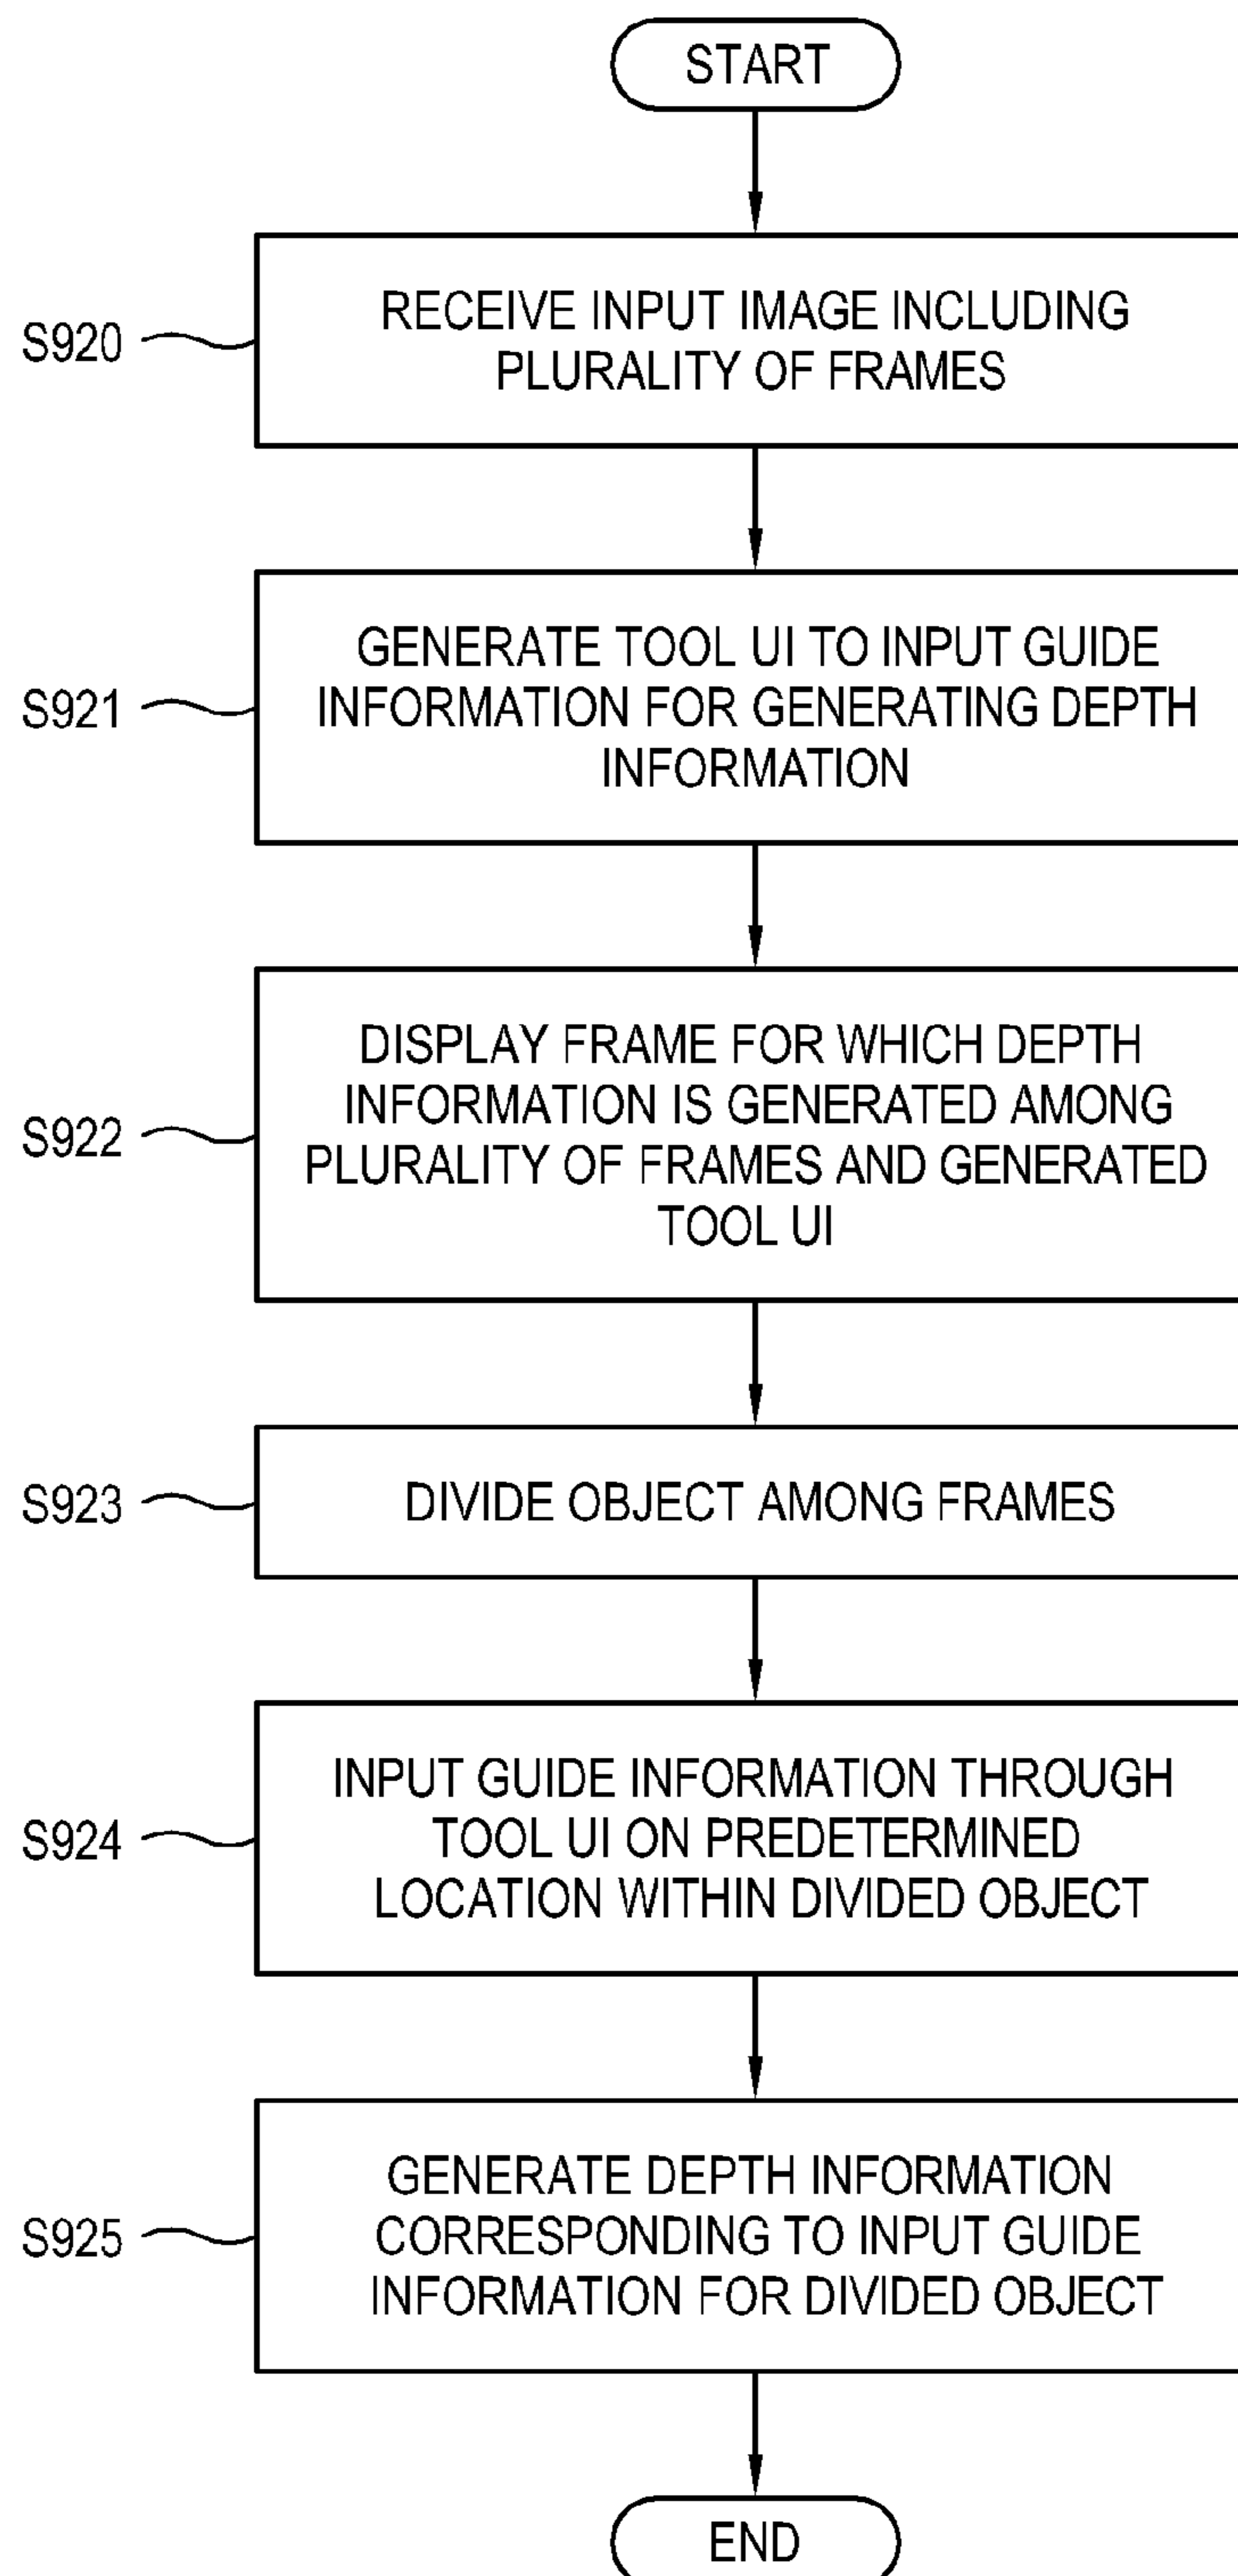 START
S920
RECEIVE INPUT IMAGE INCLUDING
PLURALITY OF FRAMES
S921
GENERATE TOOL UI TO INPUT GUIDE
INFORMATION FOR GENERATING DEPTH
INFORMATION
S922
DISPLAY FRAME FOR WHICH DEPTH
INFORMATION IS GENERATED AMONG
PLURALITY OF FRAMES AND GENERATED
TOOL UI
S923
DIVIDE OBJECT AMONG FRAMES
S924
INPUT GUIDE INFORMATION THROUGH
TOOL UI ON PREDETERMINED
LOCATION WITHIN DIVIDED OBJECT
S925
GENERATE DEPTH INFORMATION
CORRESPONDING TO INPUT GUIDE
INFORMATION FOR DIVIDED OBJECT
END